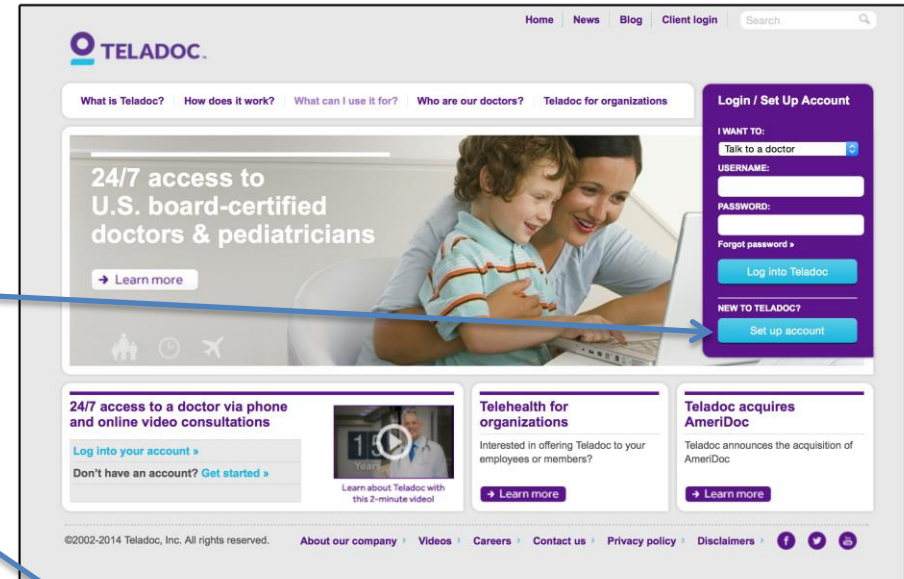 Home News Blog Client login Search
TELADOC™
What is Teladoc? How does it work? What can I use it for? Who are our doctors? Teladoc for organizations
24/7 access to
U.S. board-certified
doctors & pediatricians
→ Learn more
Login / Set Up Account
I WANT TO:
Talk to a doctor
USERNAME:
PASSWORD:
Forgot password »
Log into Teladoc
NEW TO TELADOC?
Set up account
24/7 access to a doctor via phone
and online video consultations
Log into your account »
Don't have an account? Get started »
15
Years
Learn about Teladoc with
this 2-minute video!
Telehealth for
organizations
Interested in offering Teladoc to your
employees or members?
→ Learn more
Teladoc acquires
AmeriDoc
Teladoc announces the acquisition of
AmeriDoc
→ Learn more
©2002-2014 Teladoc, Inc. All rights reserved. About our company Videos Careers Contact us Privacy policy Disclaimers